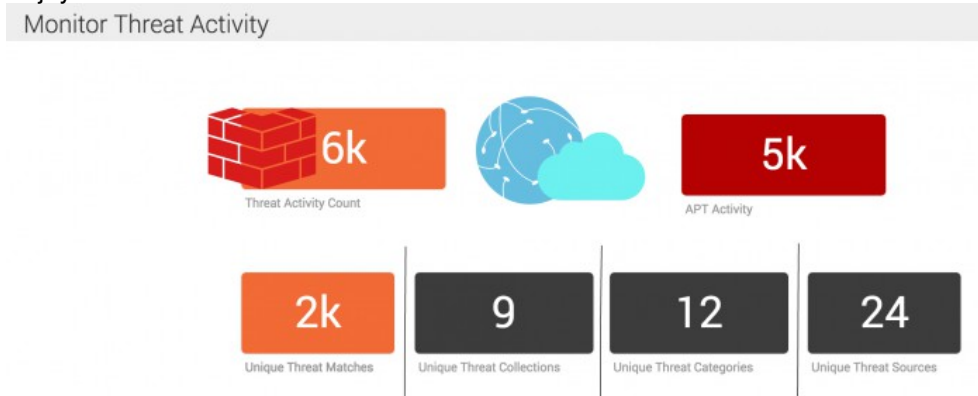 Monitor Threat Activity
6k
Threat Activity Count
5k
APT Activity
2k
Unique Threat Matches
9
Unique Threat Collections
12
Unique Threat Categories
24
Unique Threat Sources